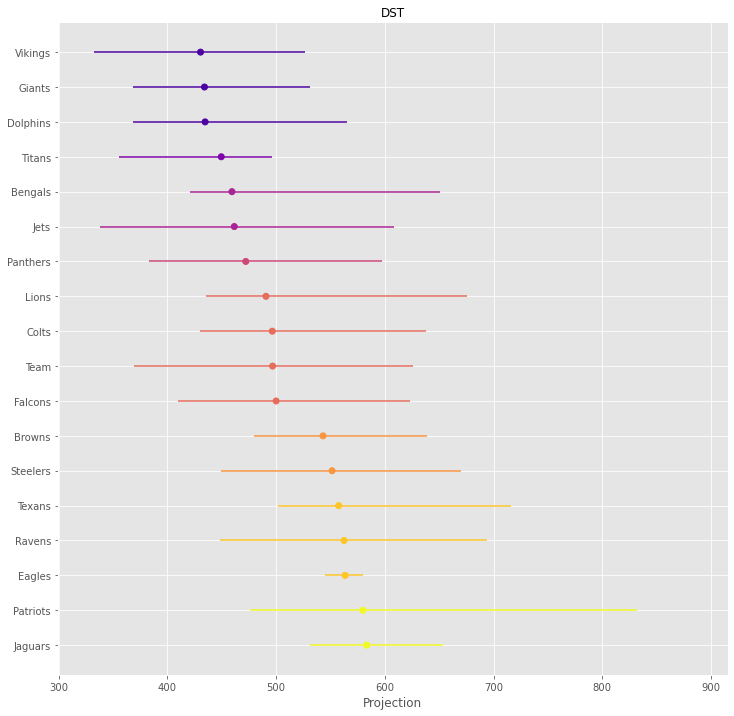 DST
Vikings
Giants
Dolphins
Titans
Bengals
Jets
Panthers
Lions
Colts
Team
Falcons
Browns
Steelers
Texans
Ravens
Eagles
Patriots
Jaguars
300 400 500 600 700 800 900
Projection